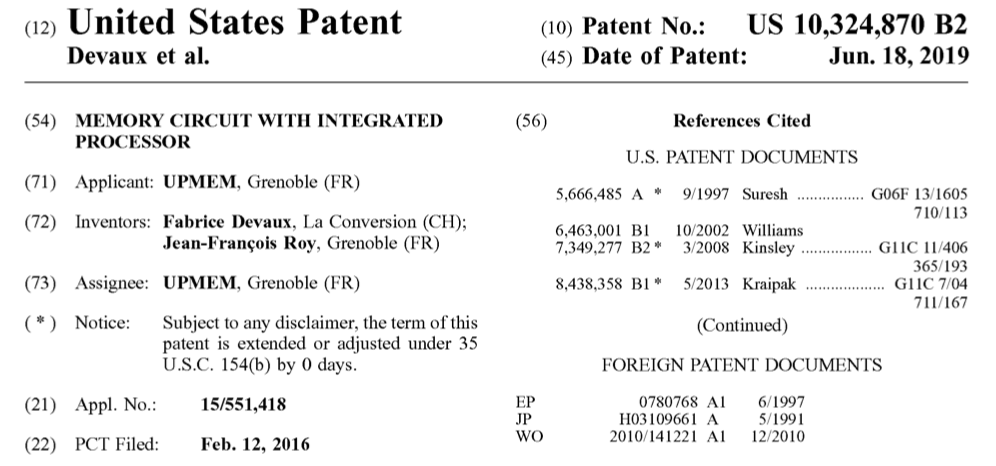 (12) United States Patent
Devaux et al.
(10) Patent No.: US 10,324,870 B2
(45) Date of Patent: Jun. 18, 2019
(54) MEMORY CIRCUIT WITH INTEGRATED
PROCESSOR
(71) Applicant: UPMEM, Grenoble (FR)
(72) Inventors: Fabrice Devaux, La Conversion (CH);
Jean-François Roy, Grenoble (FR)
(73) Assignee: UPMEM, Grenoble (FR)
( * ) Notice: Subject to any disclaimer, the term of this
patent is extended or adjusted under 35
U.S.C. 154(b) by 0 days.
(21) Appl. No.: 15/551,418
(22) PCT Filed: Feb. 12, 2016
(56) References Cited
U.S. PATENT DOCUMENTS
5,666,485 A * 9/1997 Suresh ................ G06F 13/1605
710/113
6,463,001 B1 10/2002 Williams
7,349,277 B2 * 3/2008 Kinsley ................. G11C 11/406
365/193
8,438,358 B1 * 5/2013 Kraipak ................... G11C 7/04
711/167
(Continued)
FOREIGN PATENT DOCUMENTS
EP 0780768 A1 6/1997
JP H03109661 A 5/1991
WO 2010/141221 A1 12/2010